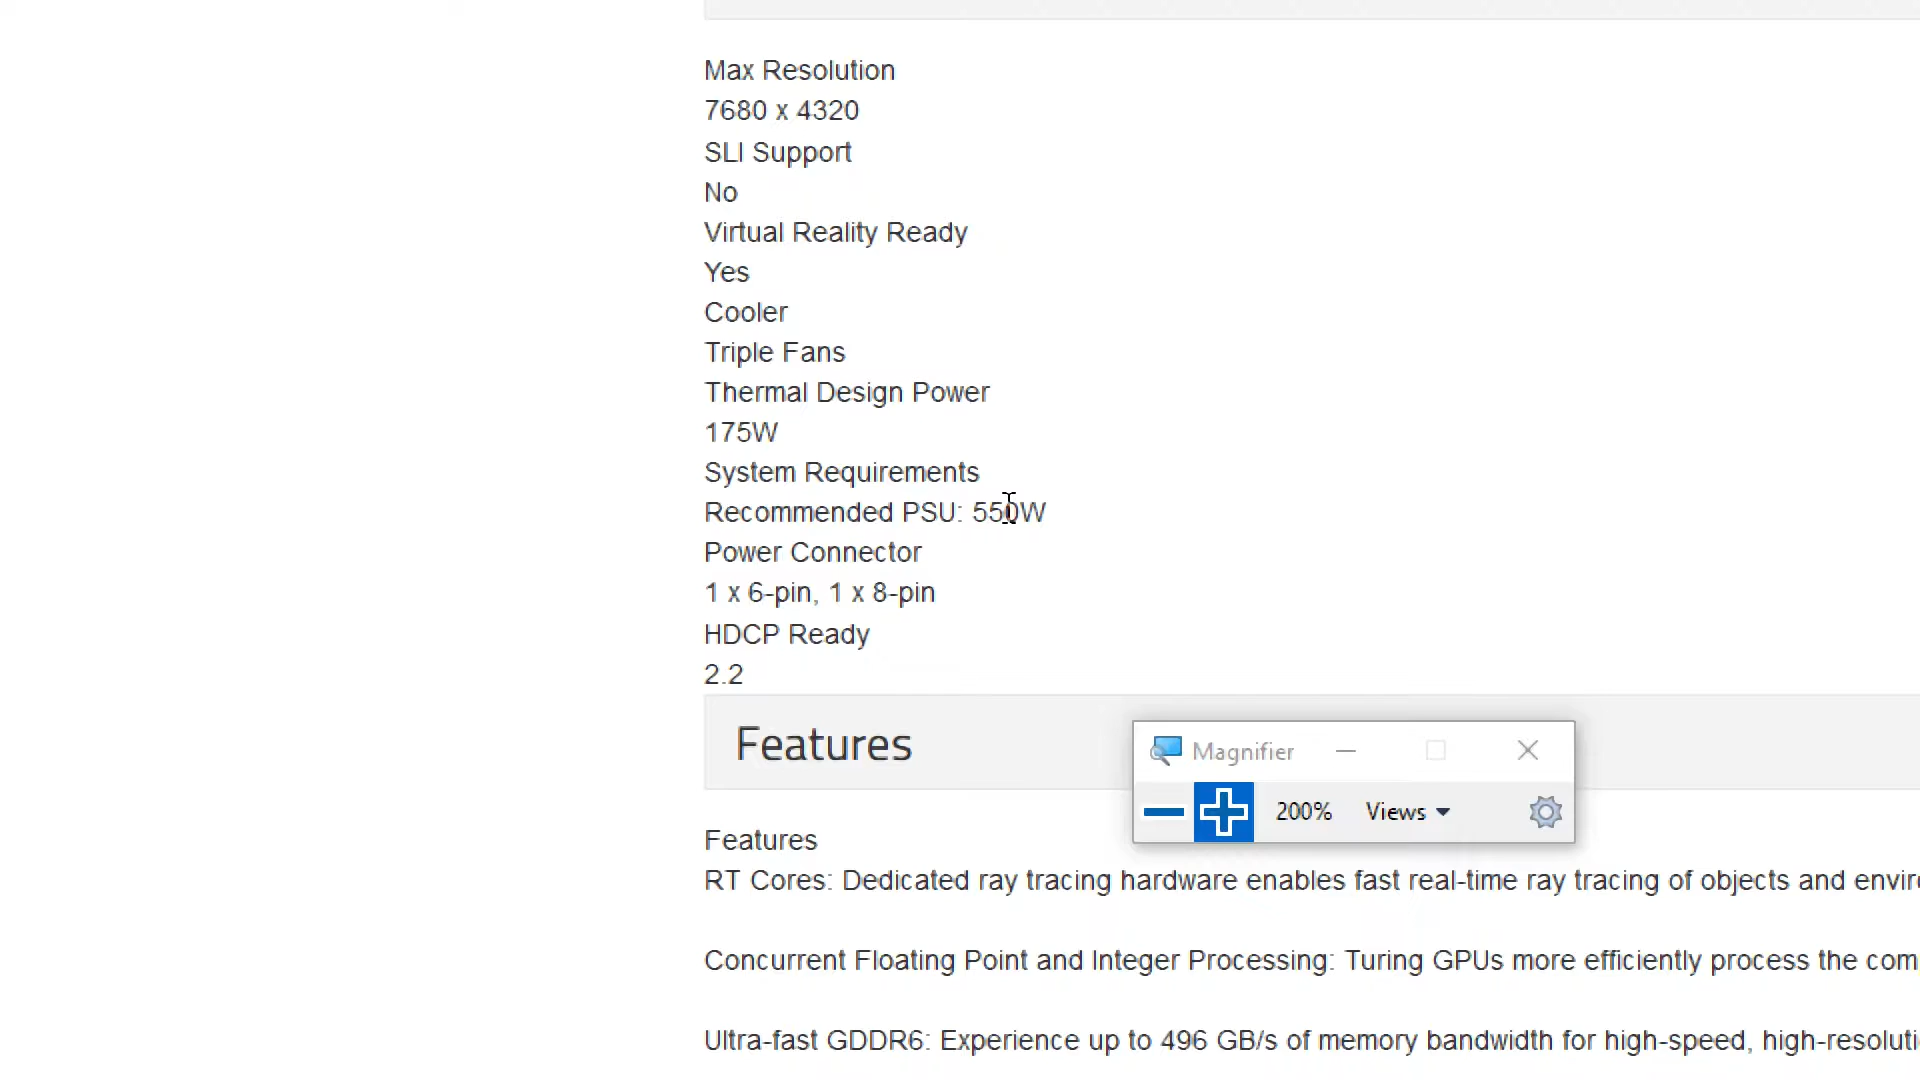 Max Resolution
7680 x 4320
SLI Support
No
Virtual Reality Ready
Yes
Cooler
Triple Fans
Thermal Design Power
175W
System Requirements
Recommended PSU: 550W
Power Connector
1 x 6-pin, 1 x 8-pin
HDCP Ready
2.2
Features
Magnifier
200% Views
Features
RT Cores: Dedicated ray tracing hardware enables fast real-time ray tracing of objects and
Concurrent Floating Point and Integer Processing: Turing GPUs more efficiently process the
Ultra-fast GDDR6: Experience up to 496 GB/s of memory bandwidth for high-speed,